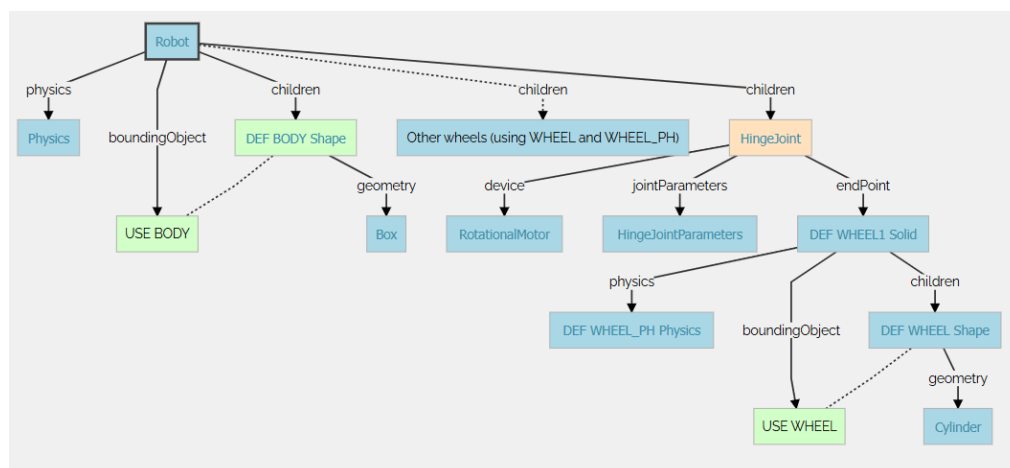 Robot
physics
children
children
children
boundingObject
Physics
DEF BODY Shape
Other wheels (using WHEEL and WHEEL_PH)
HingeJoint
geometry
device
jointParameters
endPoint
USE BODY
Box
RotationalMotor
HingeJointParameters
DEF WHEEL1 Solid
physics
children
boundingObject
DEF WHEEL_PH Physics
DEF WHEEL Shape
geometry
USE WHEEL
Cylinder